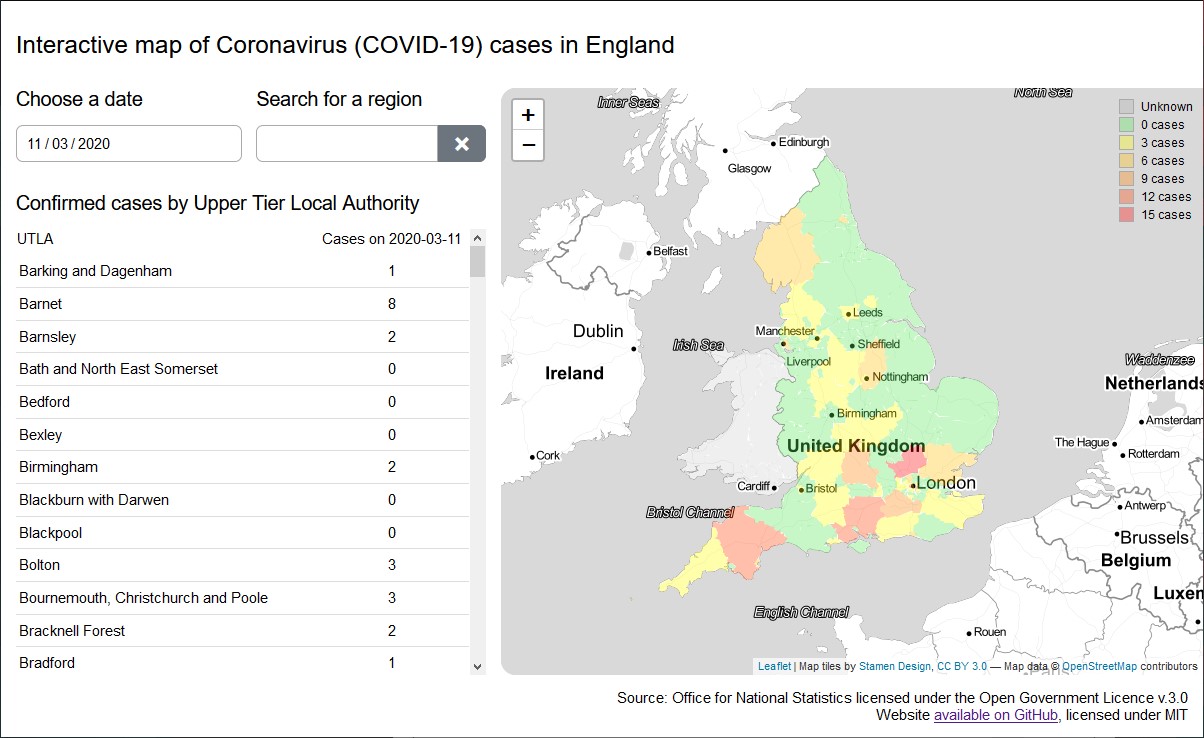 Interactive map of Coronavirus (COVID-19) cases in England
Choose a date
Search for a region
11 / 03 / 2020
Confirmed cases by Upper Tier Local Authority
UTLA Cases on 2020-03-11
Barking and Dagenham 1
Barnet 8
Barnsley 2
Bath and North East Somerset 0
Bedford 0
Bexley 0
Birmingham 2
Blackburn with Darwen 0
Blackpool 0
Bolton 3
Bournemouth, Christchurch and Poole 3
Bracknell Forest 2
Bradford 1
+
−
Inner Seas
North Sea
Edinburgh
Glasgow
Belfast
Leeds
Dublin
Manchester
Irish Sea
Sheffield
Liverpool
Ireland
Nottingham
Waddenzee
Netherlands
Birmingham
Amsterdam
United Kingdom
The Hague
Cork
Rotterdam
Cardiff
Bristol
London
Bristol Channel
Antwerp
Brussels
Belgium
Luxem
English Channel
Rouen
Unknown
0 cases
3 cases
6 cases
9 cases
12 cases
15 cases
Leaflet | Map tiles by Stamen Design, CC BY 3.0 — Map data © OpenStreetMap contributors
Source: Office for National Statistics licensed under the Open Government Licence v.3.0
Website available on GitHub, licensed under MIT